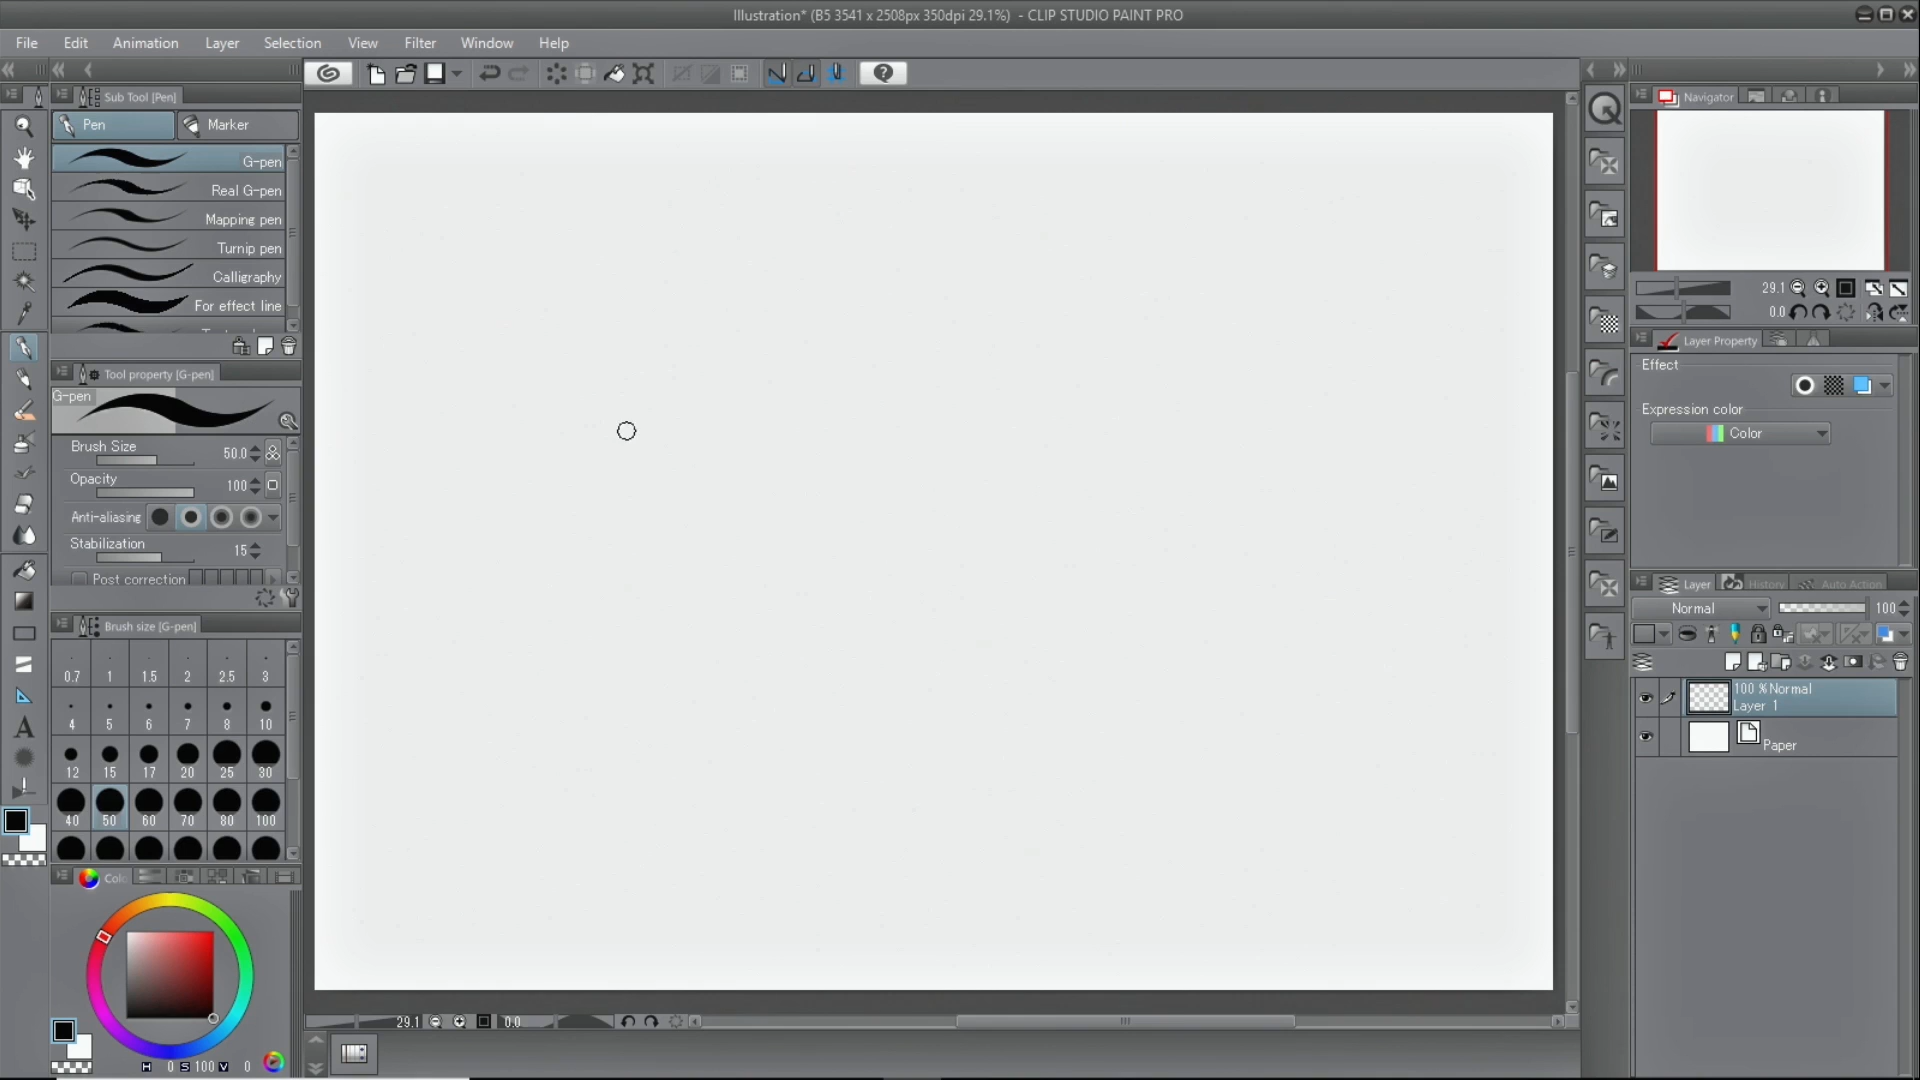 Illustration* (B5 3541 x 2508px 350dpi 29.1%) - CLIP STUDIO PAINT PRO
File Edit Animation Layer Selection View Filter Window Help
Sub Tool [Pen]
Pen Marker
G-pen
Real G-pen
Mapping pen
Turnip pen
Calligraphy
For effect line
Tool property [G-pen]
G-pen
Brush Size 50.0
Opacity 100
Anti-aliasing
Stabilization 15
Post correction
Brush size [G-pen]
0.7 1 1.5 2 2.5 3
4 5 6 7 8 10
12 15 17 20 25 30
40 50 60 70 80 100
Colo
H 0 S 100 V 0
29.1 0.0
Navigator
29.1
0.0
Layer Property
Effect
Expression color
Color
Layer History Auto Action
Normal 100
100 % Normal
Layer 1
Paper